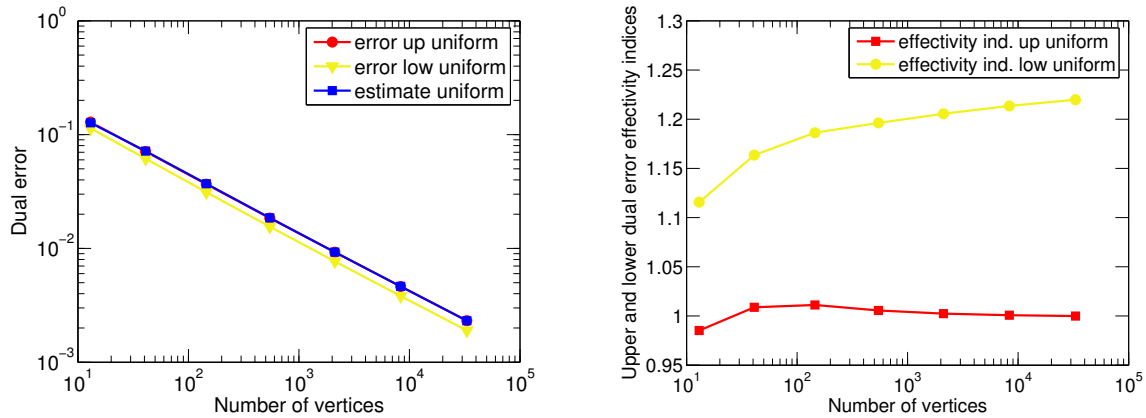 10^0
10^-1
10^-2
10^-3
10^1
10^2
10^3
10^4
10^5
Number of vertices
Dual error
error up uniform
error low uniform
estimate uniform
1.3
1.25
1.2
1.15
1.1
1.05
1
0.95
10^1
10^2
10^3
10^4
10^5
Number of vertices
Upper and lower dual error effectivity indices
effectivity ind. up uniform
effectivity ind. low uniform